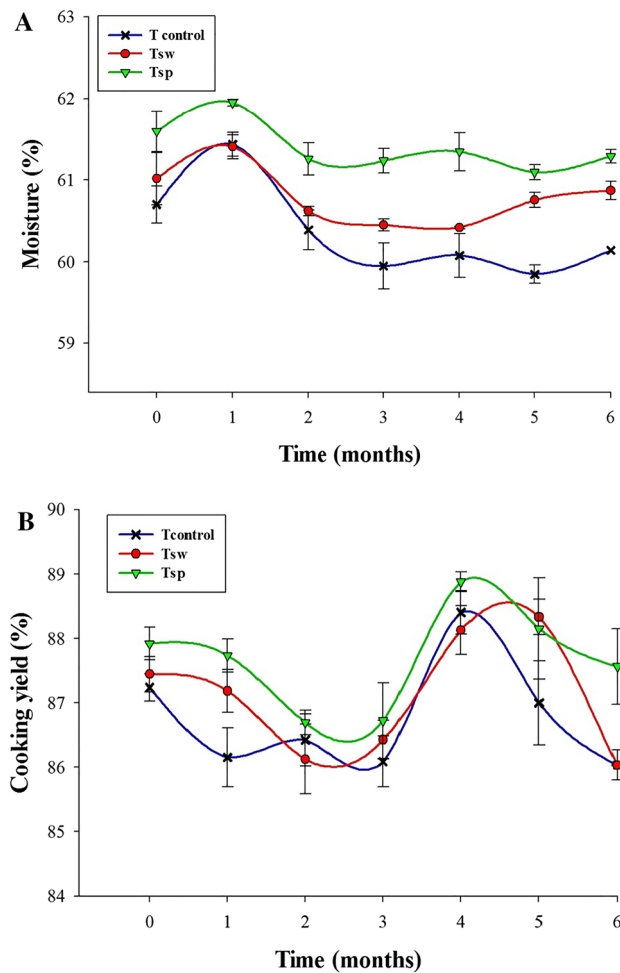 A
T control
Tsw
Tsp
Moisture (%)
63
62
61
60
59
0 1 2 3 4 5 6
Time (months)
B
Tcontrol
Tsw
Tsp
Cooking yield (%)
90
89
88
87
86
85
84
0 1 2 3 4 5 6
Time (months)